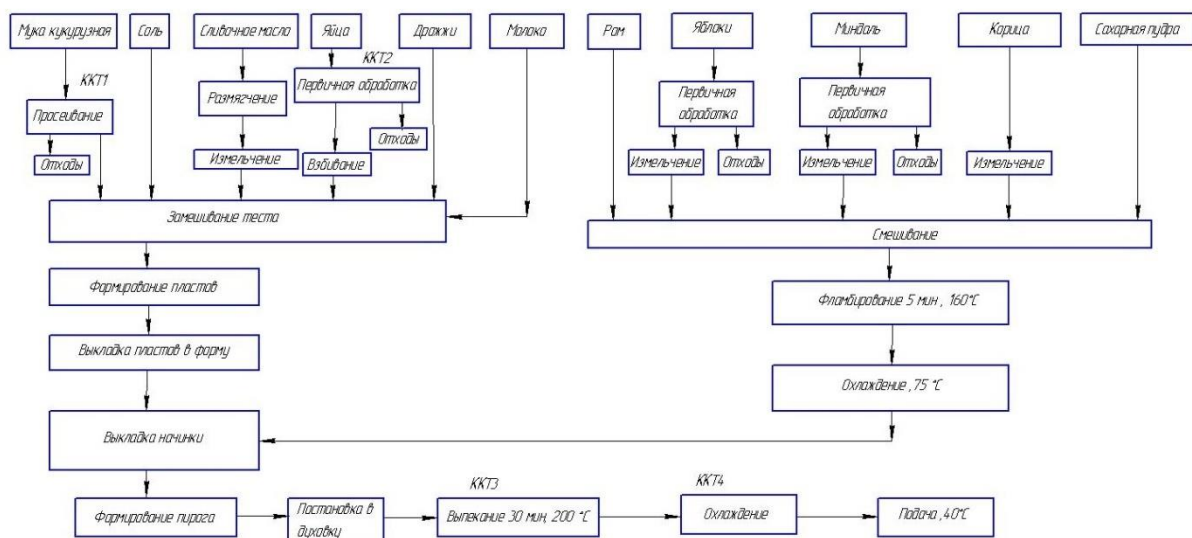 Мука кукурузная
Соль
Сливочное масло
Яйца
Дрожжи
Молоко
Ром
Яблоки
Миндаль
Корица
Сахарная пудра
ККТ1
ККТ2
Просеивание
Отходы
Размягчение
Измельчение
Первичная обработка
Отходы
Взбивание
Первичная
обработка
Измельчение
Отходы
Первичная
обработка
Измельчение
Отходы
Измельчение
Замешивание теста
Смешивание
Формирование пластов
Фламбирование 5 мин , 160°С
Выкладка пластов в форму
Охлаждение ,75 °С
Выкладка начинки
ККТ3
ККТ4
Формирование пирога
Постановка в
духовку
Выпекание 30 мин, 200 °С
Охлаждение
Подача ,40°С